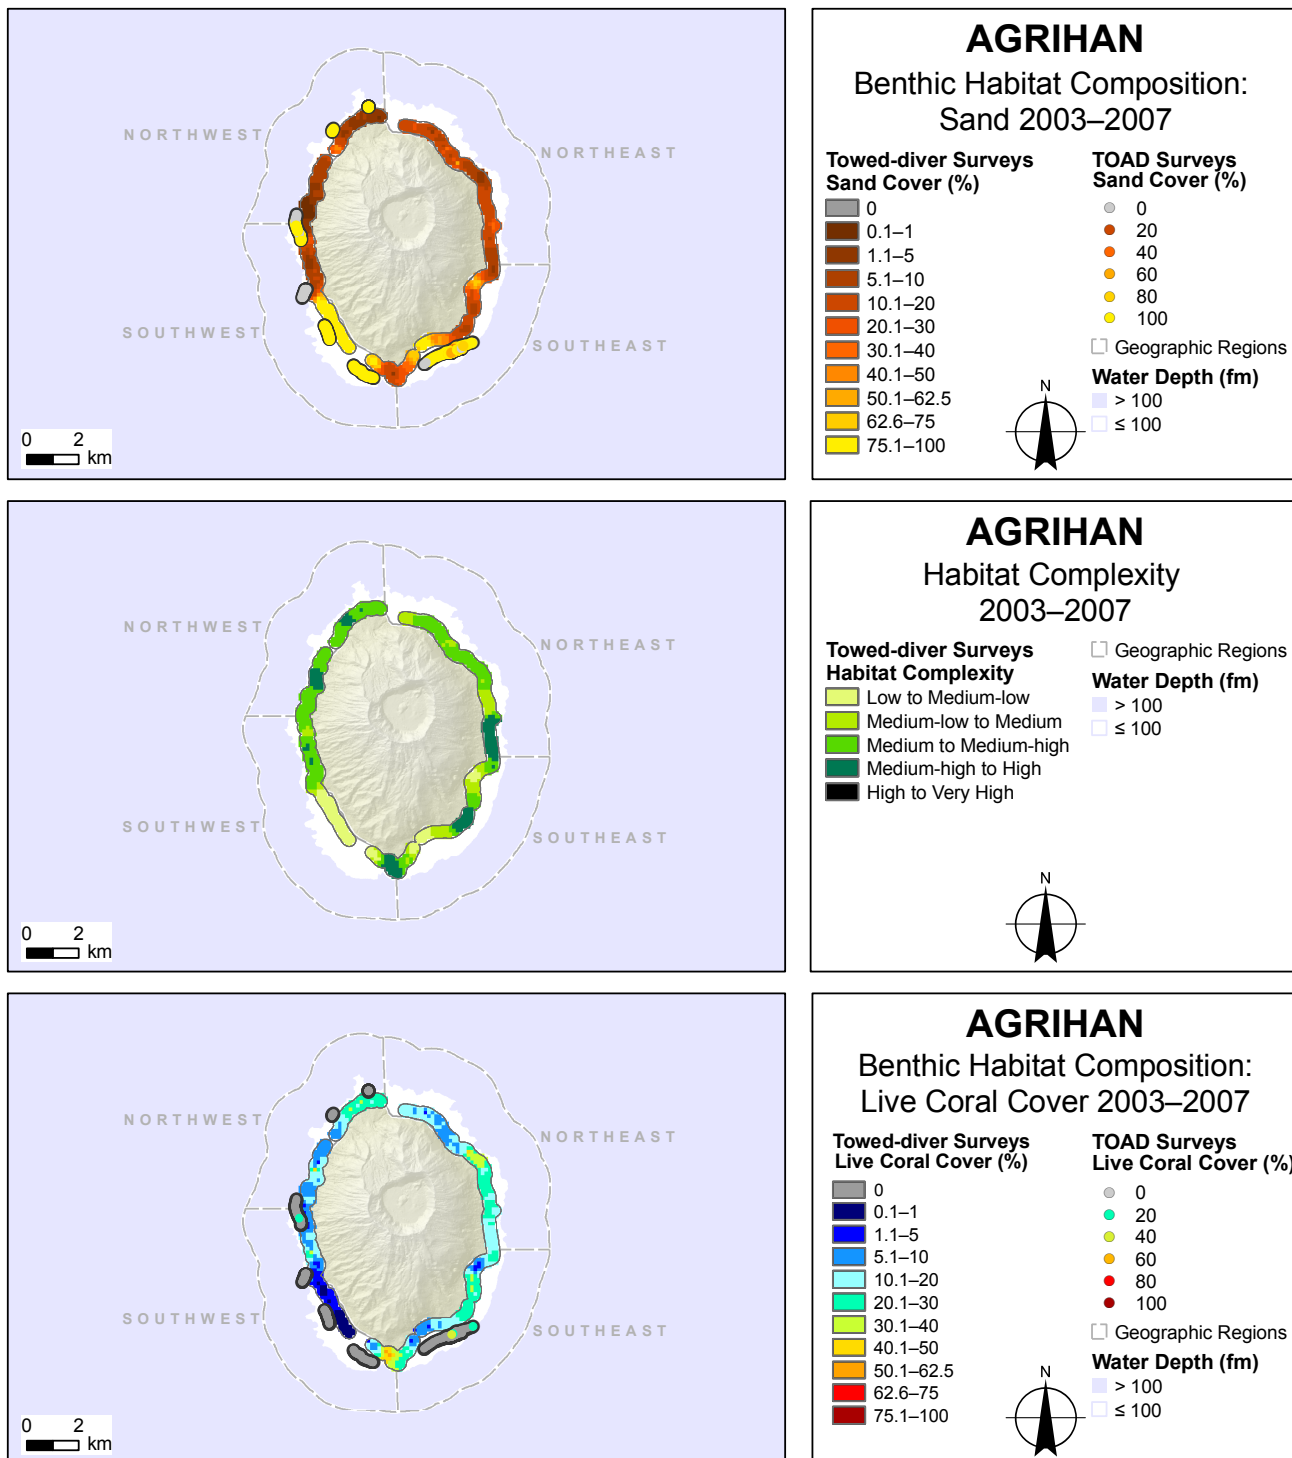 NORTHWEST
NORTHEAST
SOUTHWEST
SOUTHEAST
0 2
km
AGRIHAN
Benthic Habitat Composition:
Sand 2003–2007
Towed-diver Surveys
Sand Cover (%)
0
0.1–1
1.1–5
5.1–10
10.1–20
20.1–30
30.1–40
40.1–50
50.1–62.5
62.6–75
75.1–100
TOAD Surveys
Sand Cover (%)
0
20
40
60
80
100
Geographic Regions
Water Depth (fm)
> 100
≤ 100
N
NORTHWEST
NORTHEAST
SOUTHWEST
SOUTHEAST
0 2
km
AGRIHAN
Habitat Complexity
2003–2007
Towed-diver Surveys
Habitat Complexity
Low to Medium-low
Medium-low to Medium
Medium to Medium-high
Medium-high to High
High to Very High
Geographic Regions
Water Depth (fm)
> 100
≤ 100
N
NORTHWEST
NORTHEAST
SOUTHWEST
SOUTHEAST
0 2
km
AGRIHAN
Benthic Habitat Composition:
Live Coral Cover 2003–2007
Towed-diver Surveys
Live Coral Cover (%)
0
0.1–1
1.1–5
5.1–10
10.1–20
20.1–30
30.1–40
40.1–50
50.1–62.5
62.6–75
75.1–100
TOAD Surveys
Live Coral Cover (%)
0
20
40
60
80
100
Geographic Regions
Water Depth (fm)
> 100
≤ 100
N